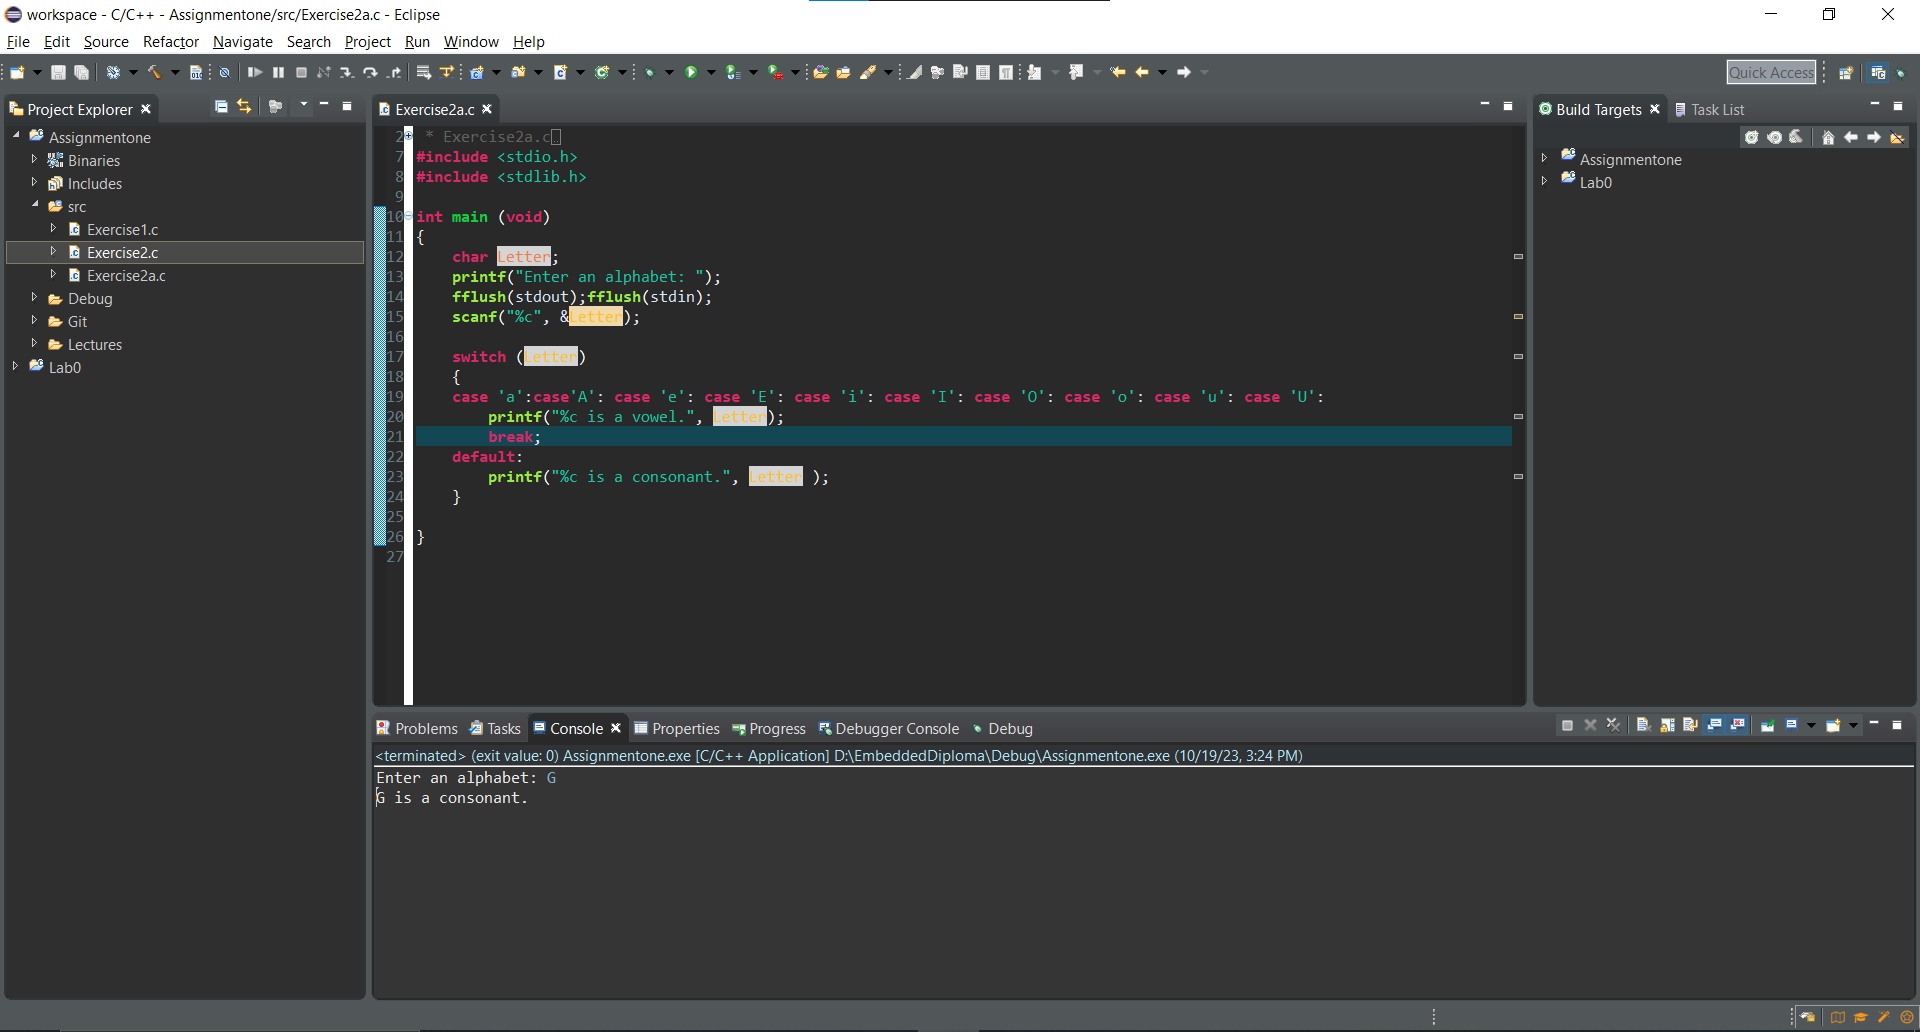 workspace - C/C++ - Assignmentone/src/Exercise2a.c - Eclipse
File Edit Source Refactor Navigate Search Project Run Window Help
Quick Access
Project Explorer
Assignmentone
Binaries
Includes
src
Exercise1.c
Exercise2.c
Exercise2a.c
Debug
Git
Lectures
Lab0
Exercise2a.c
2 * Exercise2a.c
7 #include <stdio.h>
8 #include <stdlib.h>
9
10 int main (void)
11 {
12 char Letter;
13 printf("Enter an alphabet: ");
14 fflush(stdout);fflush(stdin);
15 scanf("%c", &Letter);
16
17 switch (Letter)
18 {
19 case 'a':case'A': case 'e': case 'E': case 'i': case 'I': case 'O': case 'o': case 'u': case 'U':
20 printf("%c is a vowel.", Letter);
21 break;
22 default:
23 printf("%c is a consonant.", Letter );
24 }
25
26 }
27
Build Targets Task List
Assignmentone
Lab0
Problems Tasks Console Properties Progress Debugger Console Debug
<terminated> (exit value: 0) Assignmentone.exe [C/C++ Application] D:\EmbeddedDiploma\Debug\Assignmentone.exe (10/19/23, 3:24 PM)
Enter an alphabet: G
G is a consonant.